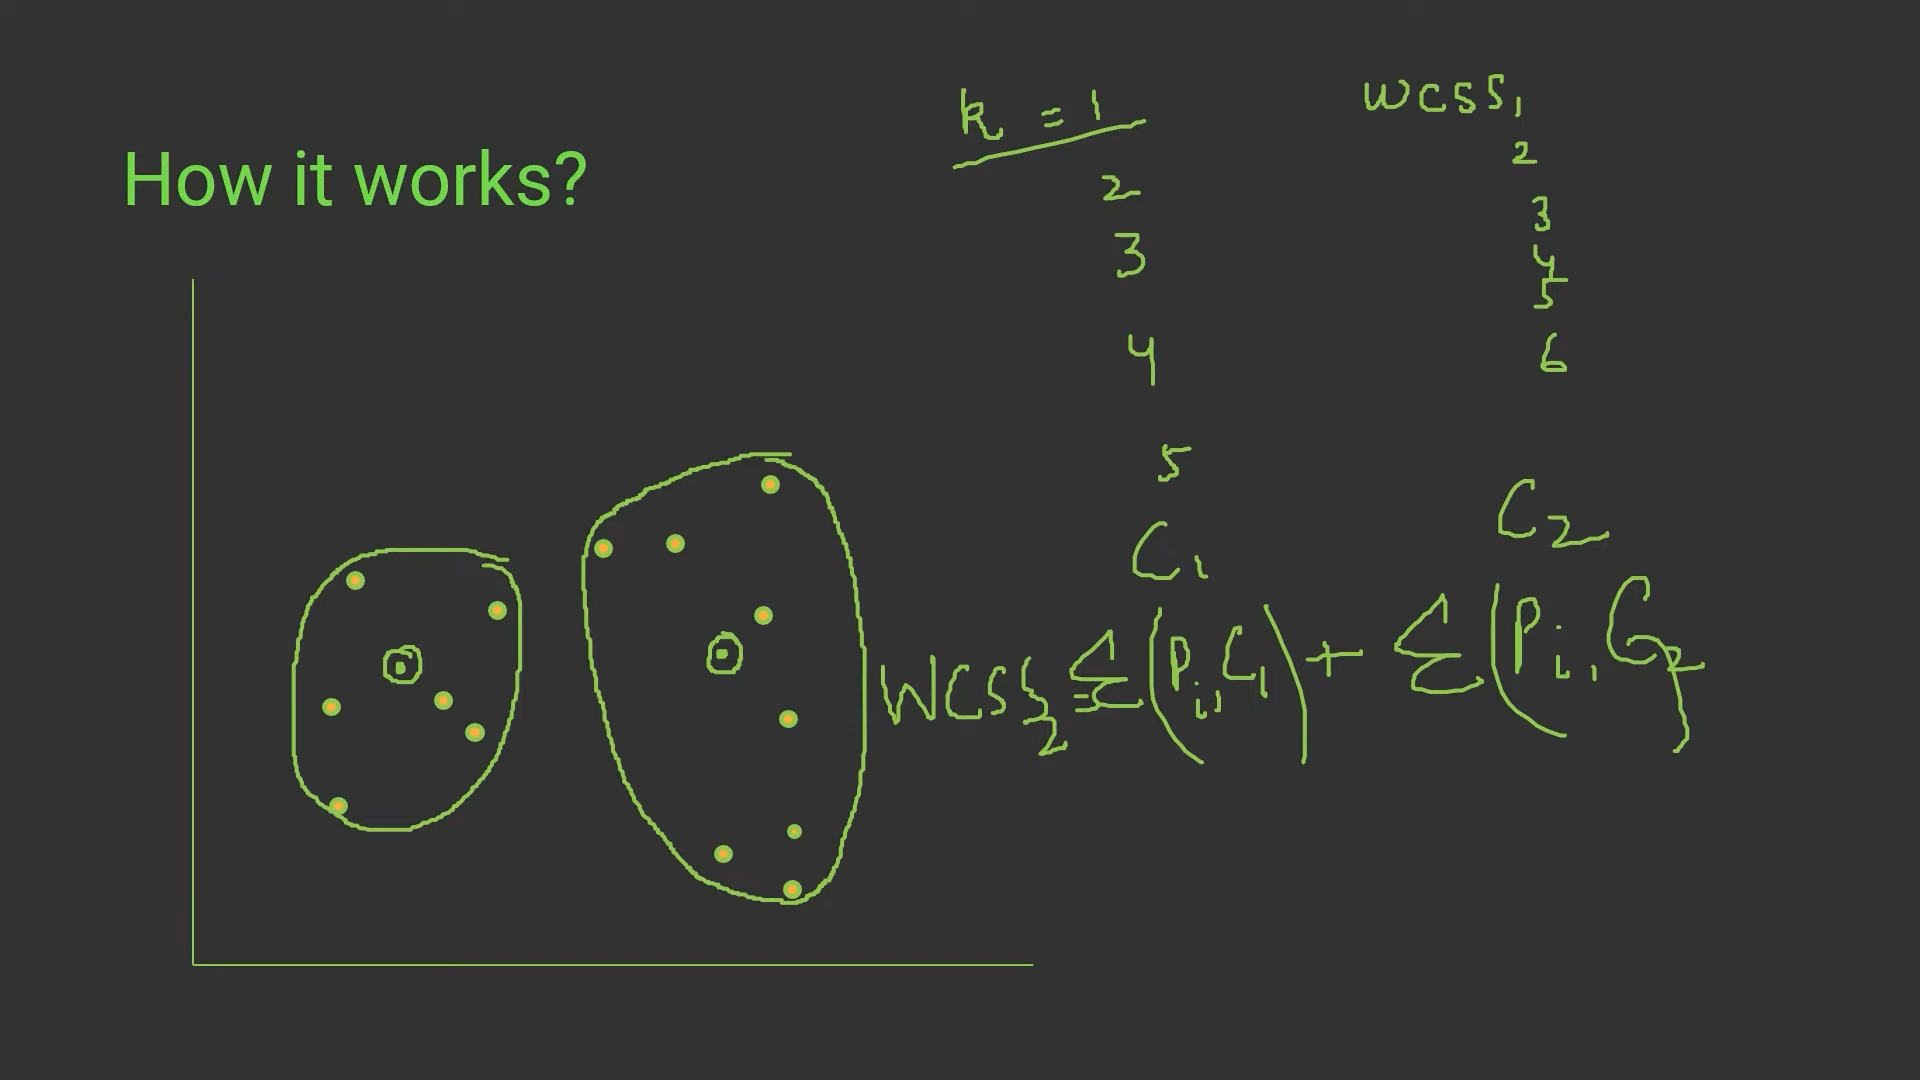 How it works?
k = 1
2
3
4
5
WCSS1
2
3
4
5
6
C1
C2
WCSS2 = Σ(Pi, C1) + Σ(Pi, C2)